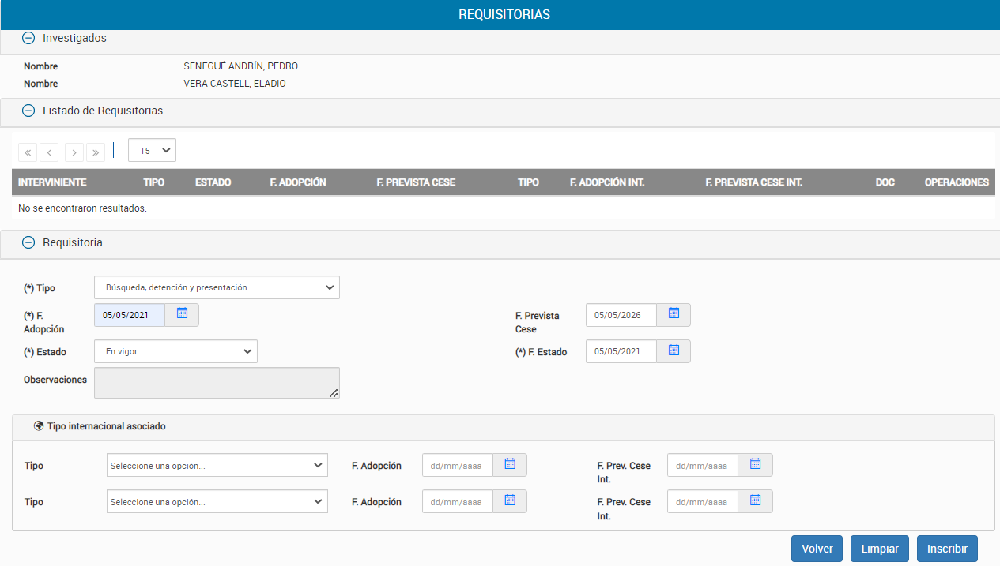 REQUISITORIAS
Investigados
Nombre SENEGÜÉ ANDRÍN, PEDRO
Nombre VERA CASTELL, ELADIO
Listado de Requisitorias
« ‹ › » | 15
INTERVINIENTE TIPO ESTADO F. ADOPCIÓN F. PREVISTA CESE TIPO F. ADOPCIÓN INT. F. PREVISTA CESE INT. DOC OPERACIONES
No se encontraron resultados.
Requisitoria
(*) Tipo Búsqueda, detención y presentación
(*) F. Adopción 05/05/2021 F. Prevista Cese 05/05/2026
(*) Estado En vigor (*) F. Estado 05/05/2021
Observaciones
Tipo internacional asociado
Tipo Seleccione una opción... F. Adopción dd/mm/aaaa F. Prev. Cese Int. dd/mm/aaaa
Tipo Seleccione una opción... F. Adopción dd/mm/aaaa F. Prev. Cese Int. dd/mm/aaaa
Volver Limpiar Inscribir